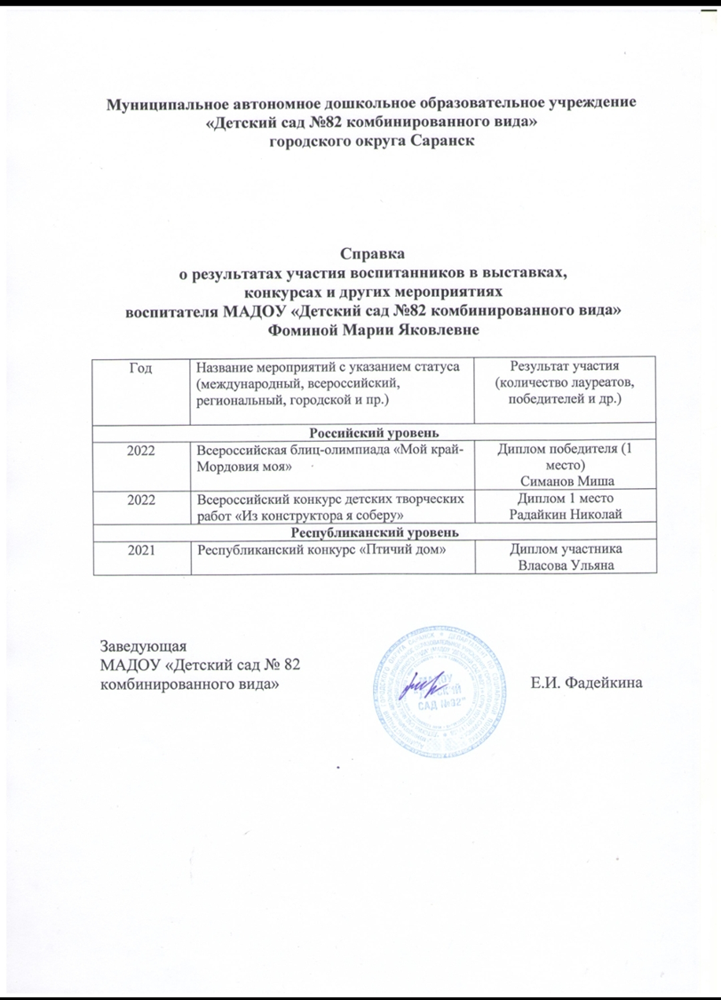 Муниципальное автономное дошкольное образовательное учреждение
«Детский сад №82 комбинированного вида»
городского округа Саранск
Справка
о результатах участия воспитанников в выставках,
конкурсах и других мероприятиях
воспитателя МАДОУ «Детский сад №82 комбинированного вида»
Фоминой Марии Яковлевне
Год
Название мероприятий с указанием статуса
(международный, всероссийский,
региональный, городской и пр.)
Результат участия
(количество лауреатов,
победителей и др.)
Российский уровень
2022
Всероссийская блиц-олимпиада «Мой край-
Мордовия моя»
Диплом победителя (1
место)
Симанов Миша
2022
Всероссийский конкурс детских творческих
работ «Из конструктора я соберу»
Диплом 1 место
Радайкин Николай
Республиканский уровень
2021
Республиканский конкурс «Птичий дом»
Диплом участника
Власова Ульяна
Заведующая
МАДОУ «Детский сад № 82
комбинированного вида»
САД №82"
Е.И. Фадейкина